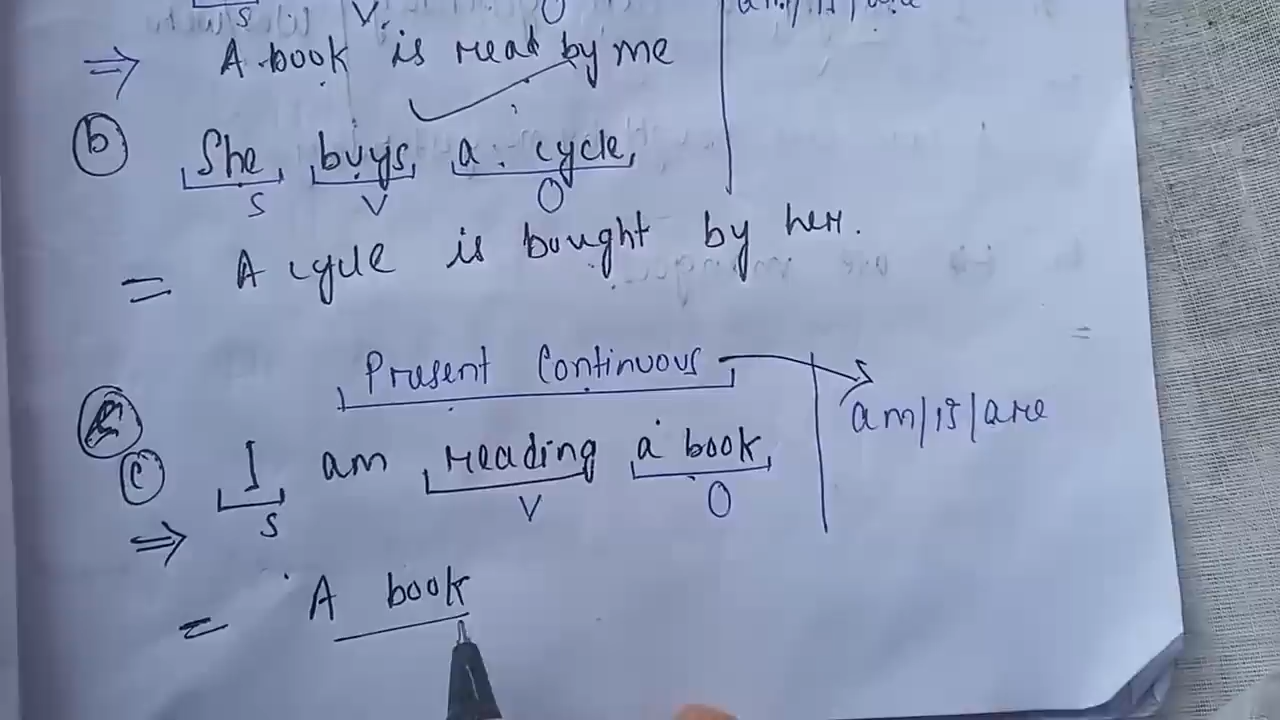 S V O
⇒ A book is read by me
b She buys a cycle
S V O
= A cycle is bought by her.
Present Continuous → am/is/are
c I am reading a book
S V O
⇒
= A book